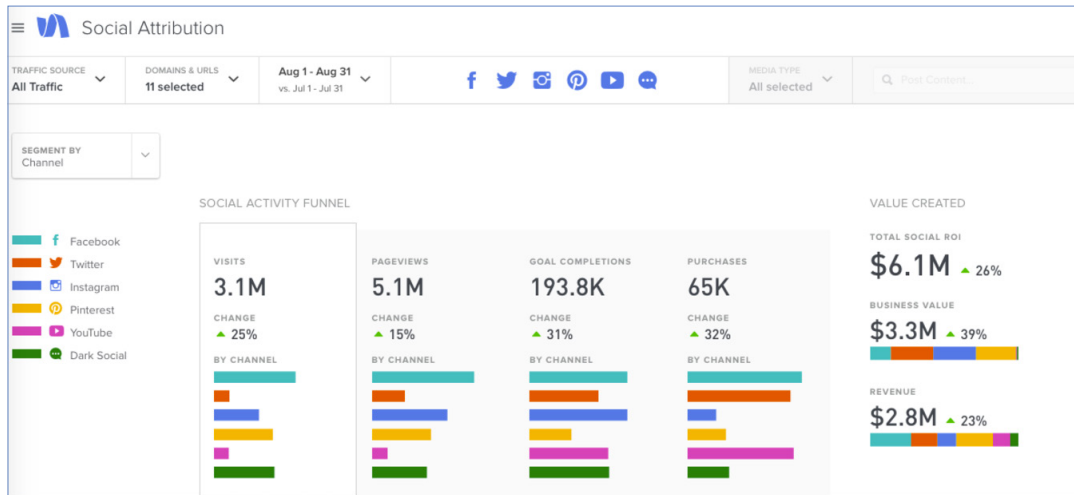 Social Attribution
TRAFFIC SOURCE
All Traffic
DOMAINS & URLS
11 selected
Aug 1 - Aug 31
vs. Jul 1 - Jul 31
MEDIA TYPE
All selected
Post Content...
SEGMENT BY
Channel
Facebook
Twitter
Instagram
Pinterest
YouTube
Dark Social
SOCIAL ACTIVITY FUNNEL
VISITS
3.1M
CHANGE
25%
BY CHANNEL
PAGEVIEWS
5.1M
CHANGE
15%
BY CHANNEL
GOAL COMPLETIONS
193.8K
CHANGE
31%
BY CHANNEL
PURCHASES
65K
CHANGE
32%
BY CHANNEL
VALUE CREATED
TOTAL SOCIAL ROI
$6.1M 26%
BUSINESS VALUE
$3.3M 39%
REVENUE
$2.8M 23%